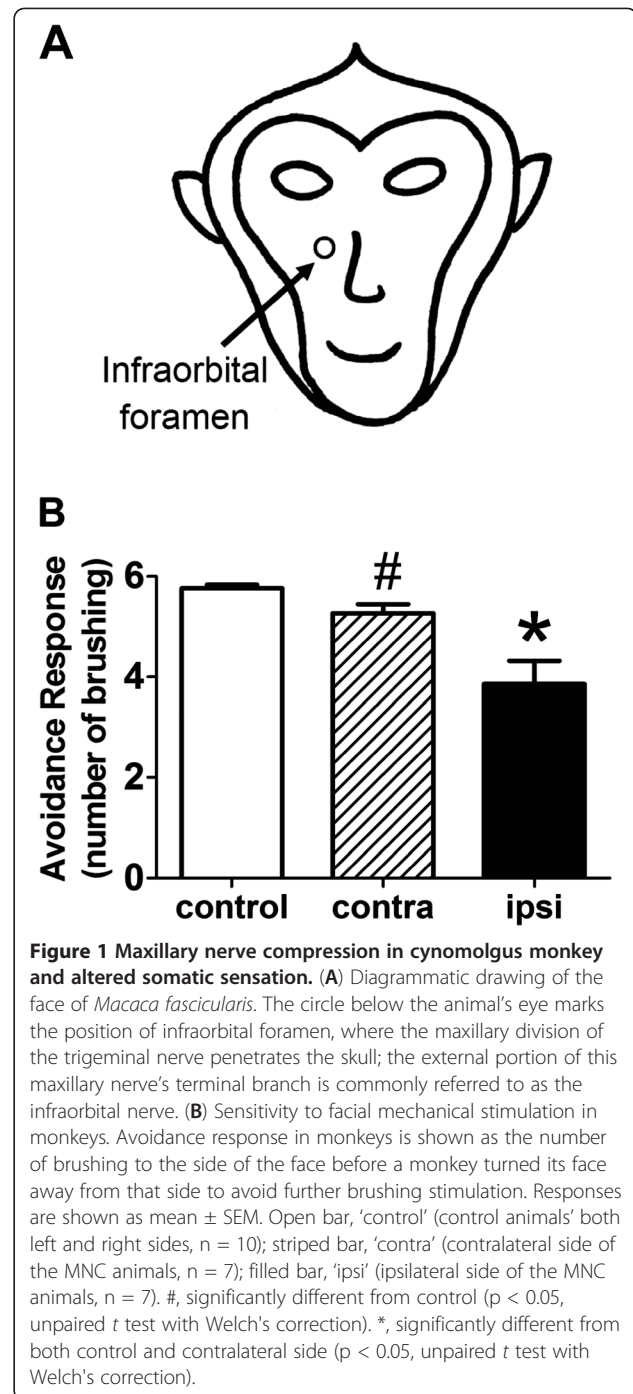 A
Infraorbital
foramen
B
Avoidance Response
(number of brushing)
6
4
2
0
#
*
control contra ipsi
Figure 1 Maxillary nerve compression in cynomolgus monkey
and altered somatic sensation. (A) Diagrammatic drawing of the
face of Macaca fascicularis. The circle below the animal's eye marks
the position of infraorbital foramen, where the maxillary division of
the trigeminal nerve penetrates the skull; the external portion of this
maxillary nerve's terminal branch is commonly referred to as the
infraorbital nerve. (B) Sensitivity to facial mechanical stimulation in
monkeys. Avoidance response in monkeys is shown as the number
of brushing to the side of the face before a monkey turned its face
away from that side to avoid further brushing stimulation. Responses
are shown as mean ± SEM. Open bar, 'control' (control animals' both
left and right sides, n = 10); striped bar, 'contra' (contralateral side of
the MNC animals, n = 7); filled bar, 'ipsi' (ipsilateral side of the MNC
animals, n = 7). #, significantly different from control (p < 0.05,
unpaired t test with Welch's correction). *, significantly different from
both control and contralateral side (p < 0.05, unpaired t test with
Welch's correction).